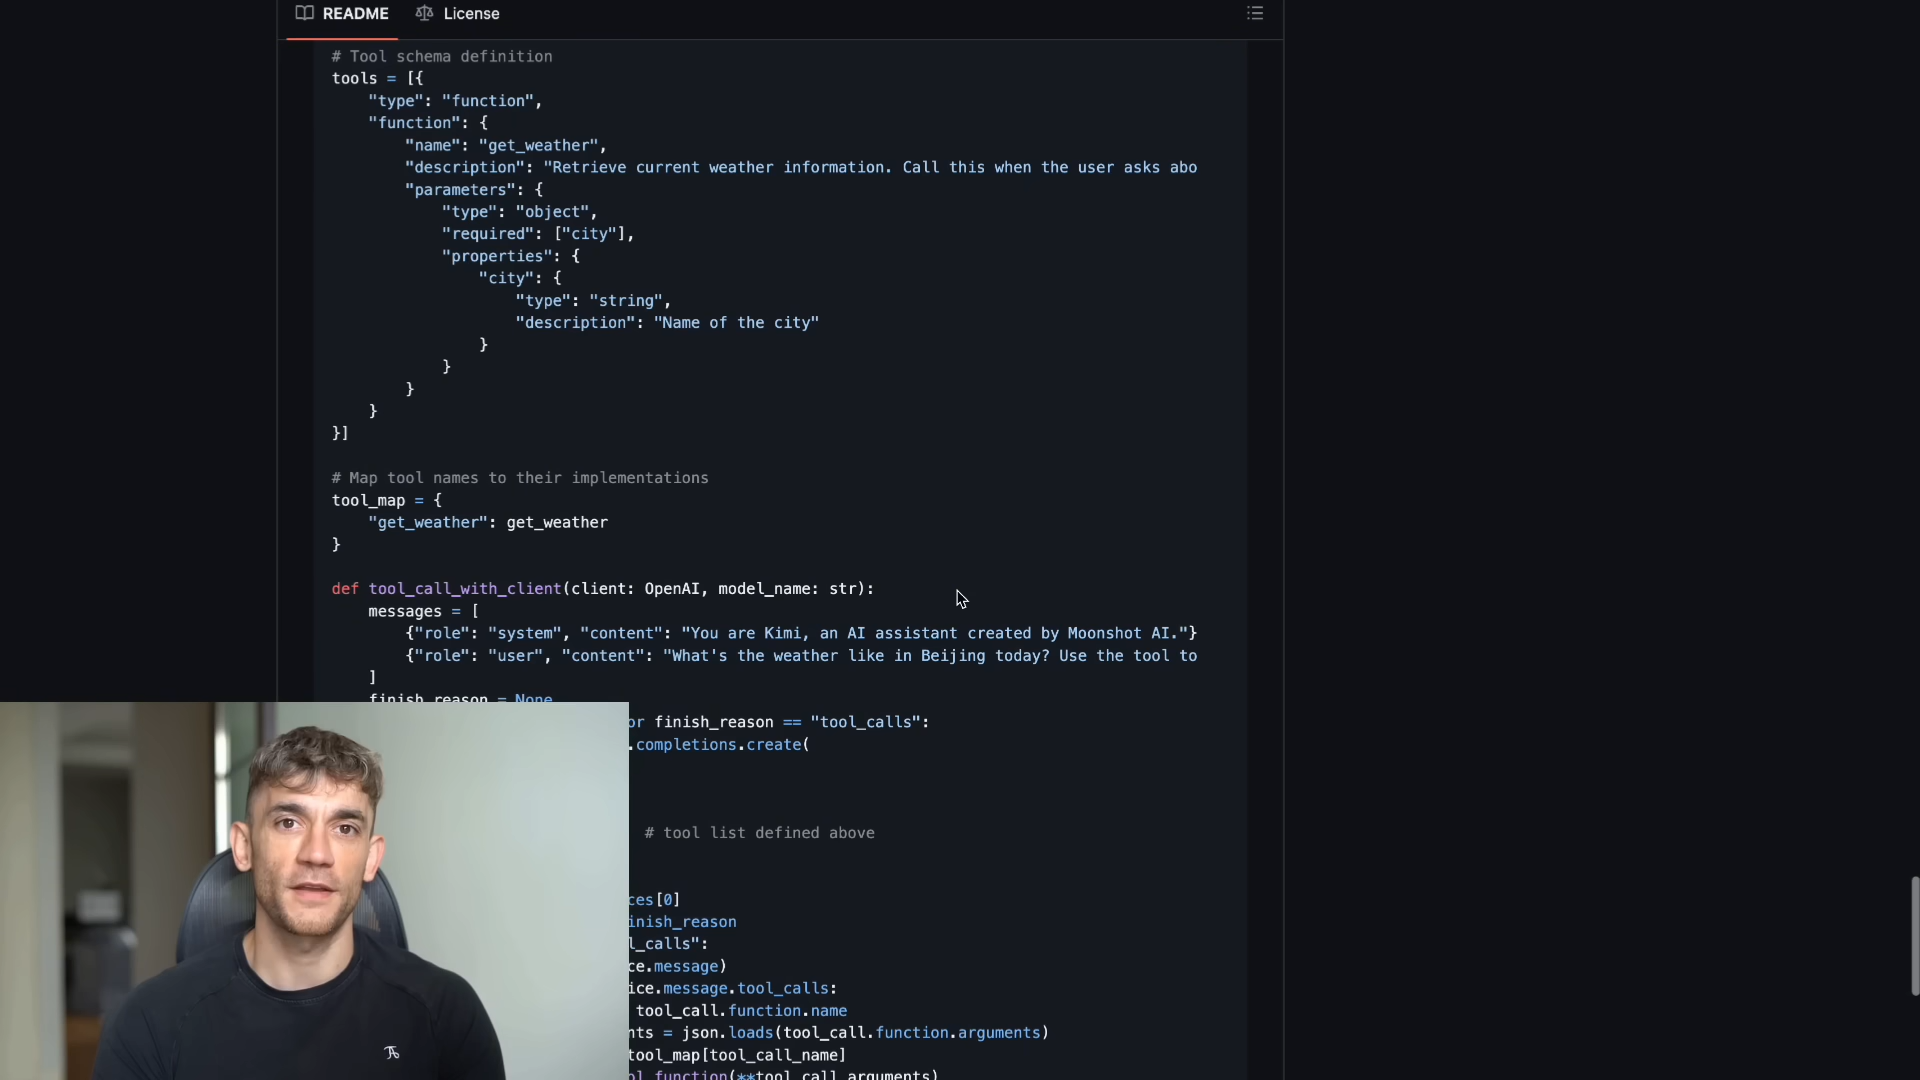 README
License
# Tool schema definition
tools = [{
"type": "function",
"function": {
"name": "get_weather",
"description": "Retrieve current weather information. Call this when the user asks abo
"parameters": {
"type": "object",
"required": ["city"],
"properties": {
"city": {
"type": "string",
"description": "Name of the city"
}
}
}
}
}]
# Map tool names to their implementations
tool_map = {
"get_weather": get_weather
}
def tool_call_with_client(client: OpenAI, model_name: str):
messages = [
{"role": "system", "content": "You are Kimi, an AI assistant created by Moonshot AI."}
{"role": "user", "content": "What's the weather like in Beijing today? Use the tool to
]
finish_reason = None
or finish_reason == "tool_calls":
.completions.create(
# tool list defined above
ces[0]
inish_reason
l_calls":
ce.message)
ice.message.tool_calls:
tool_call.function.name
nts = json.loads(tool_call.function.arguments)
tool_map[tool_call_name]
ol_function(**tool_call_arguments)